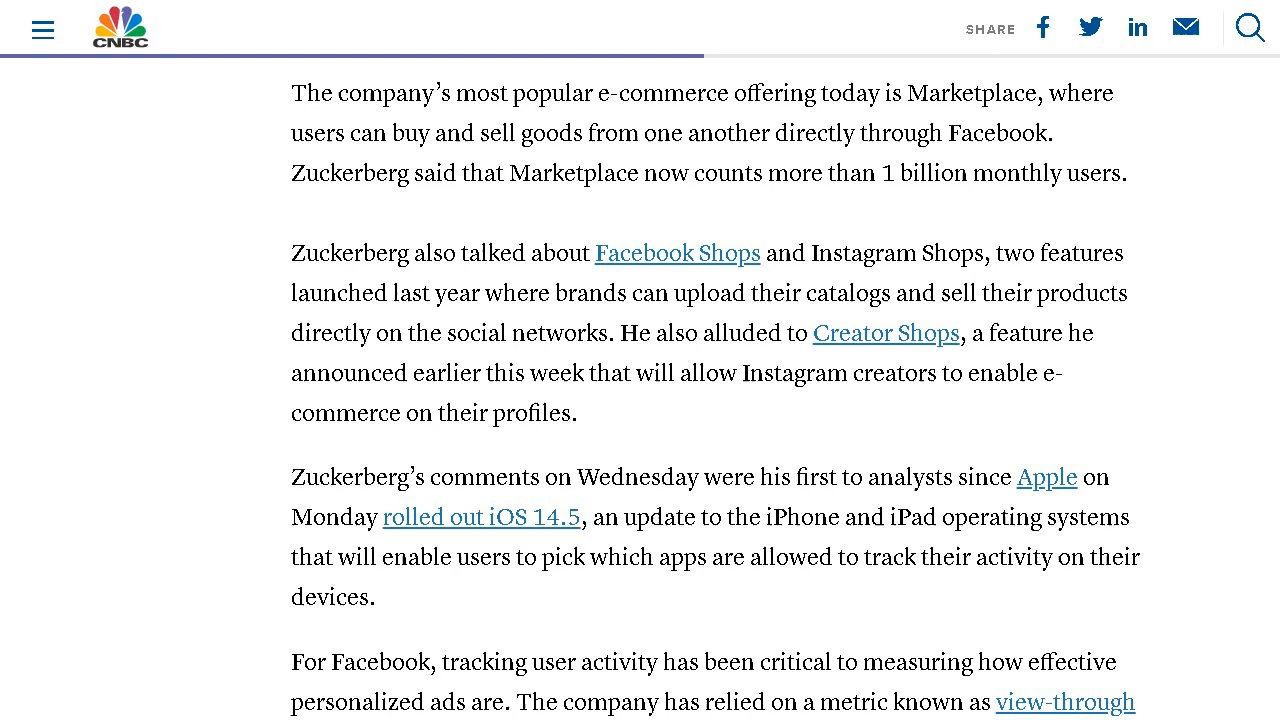 CNBC
SHARE
The company’s most popular e-commerce offering today is Marketplace, where
users can buy and sell goods from one another directly through Facebook.
Zuckerberg said that Marketplace now counts more than 1 billion monthly users.
Zuckerberg also talked about Facebook Shops and Instagram Shops, two features
launched last year where brands can upload their catalogs and sell their products
directly on the social networks. He also alluded to Creator Shops, a feature he
announced earlier this week that will allow Instagram creators to enable e-
commerce on their profiles.
Zuckerberg’s comments on Wednesday were his first to analysts since Apple on
Monday rolled out iOS 14.5, an update to the iPhone and iPad operating systems
that will enable users to pick which apps are allowed to track their activity on their
devices.
For Facebook, tracking user activity has been critical to measuring how effective
personalized ads are. The company has relied on a metric known as view-through